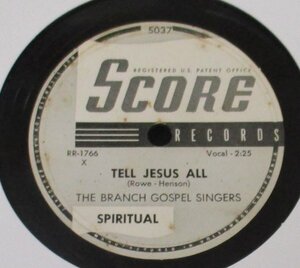 5037
REGISTERED U.S. PATENT OFFICE
SCORE
RECORDS
RR-1766
X
Vocal - 2:25
TELL JESUS ALL
(Rowe - Henson)
THE BRANCH GOSPEL SINGERS
SPIRITUAL